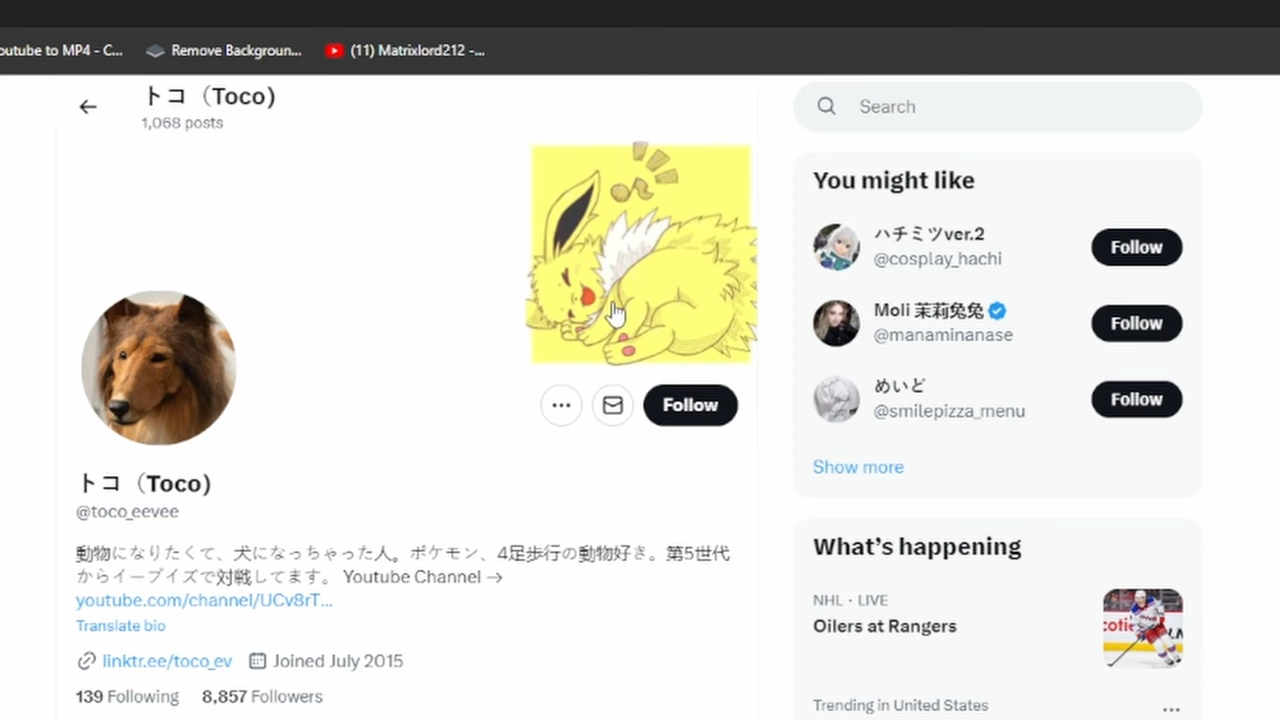 outube to MP4 - C...
Remove Backgroun...
(11) Matrixlord212 -...
トコ（Toco)
1,068 posts
Follow
トコ（Toco)
@toco_eevee
動物になりたくて、犬になっちゃった人。ポケモン、4足歩行の動物好き。第5世代
からイーブイズで対戦してます。 Youtube Channel →
youtube.com/channel/UCv8rT...
Translate bio
linktr.ee/toco_ev
Joined July 2015
139 Following
8,857 Followers
Search
You might like
ハチミツver.2
@cosplay_hachi
Follow
Moli 茉莉兔兔
@manaminanase
Follow
めいど
@smilepizza_menu
Follow
Show more
What's happening
NHL · LIVE
Oilers at Rangers
Trending in United States